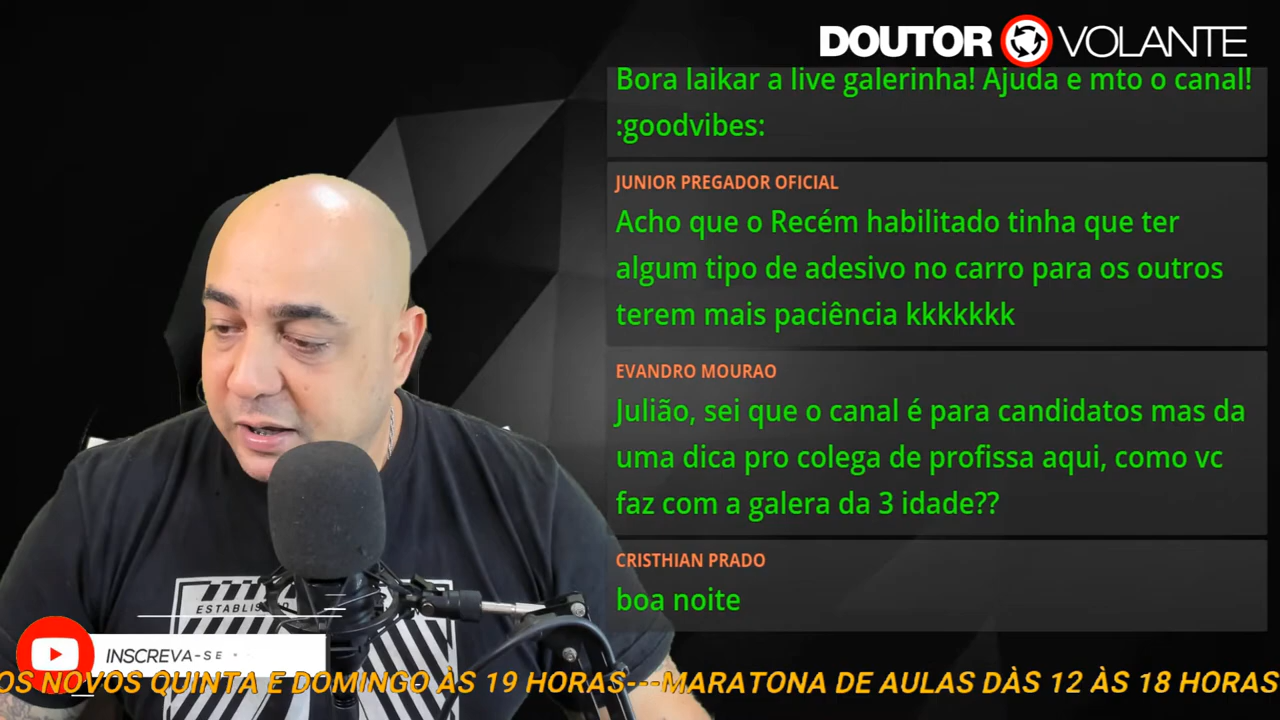 DOUTOR VOLANTE
Bora laikar a live galerinha! Ajuda e mto o canal!
:goodvibes:
JUNIOR PREGADOR OFICIAL
Acho que o Recém habilitado tinha que ter
algum tipo de adesivo no carro para os outros
terem mais paciência kkkkkkk
EVANDRO MOURAO
Julião, sei que o canal é para candidatos mas da
uma dica pro colega de profissa aqui, como vc
faz com a galera da 3 idade??
CRISTHIAN PRADO
boa noite
INSCREVA-SE
OS NOVOS QUINTA E DOMINGO ÀS 19 HORAS---MARATONA DE AULAS DÀS 12 ÀS 18 HORAS